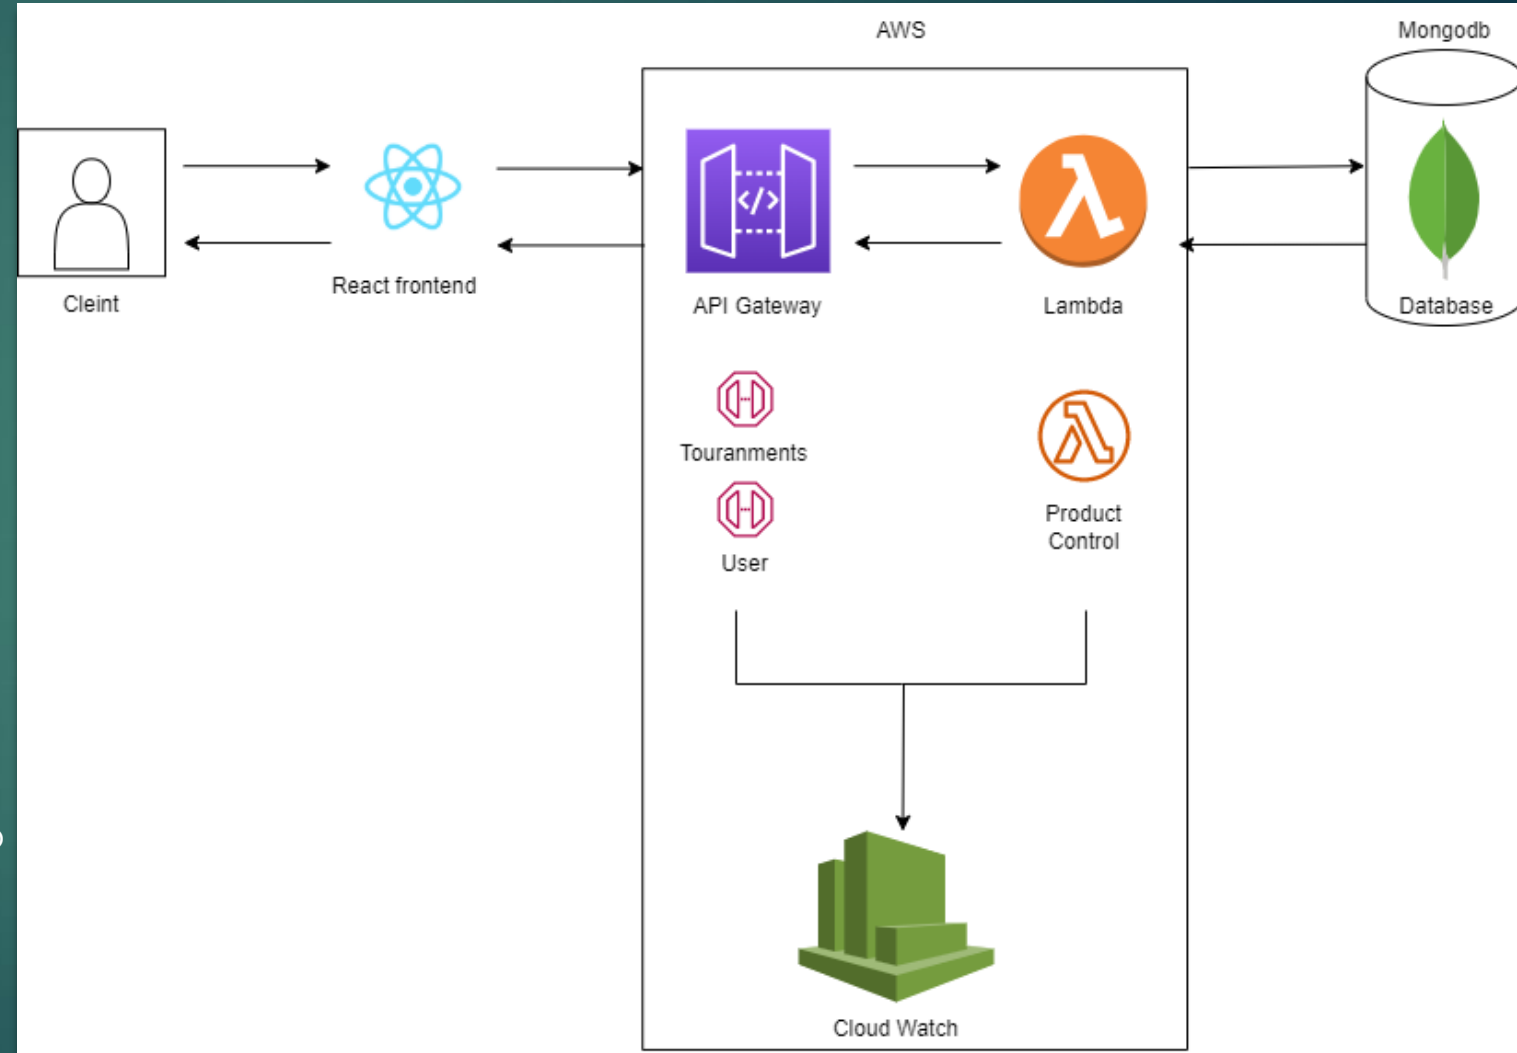 AWS
Mongodb
Cleint
React frontend
</>
API Gateway
Lambda
Database
Touranments
User
Product
Control
Cloud Watch